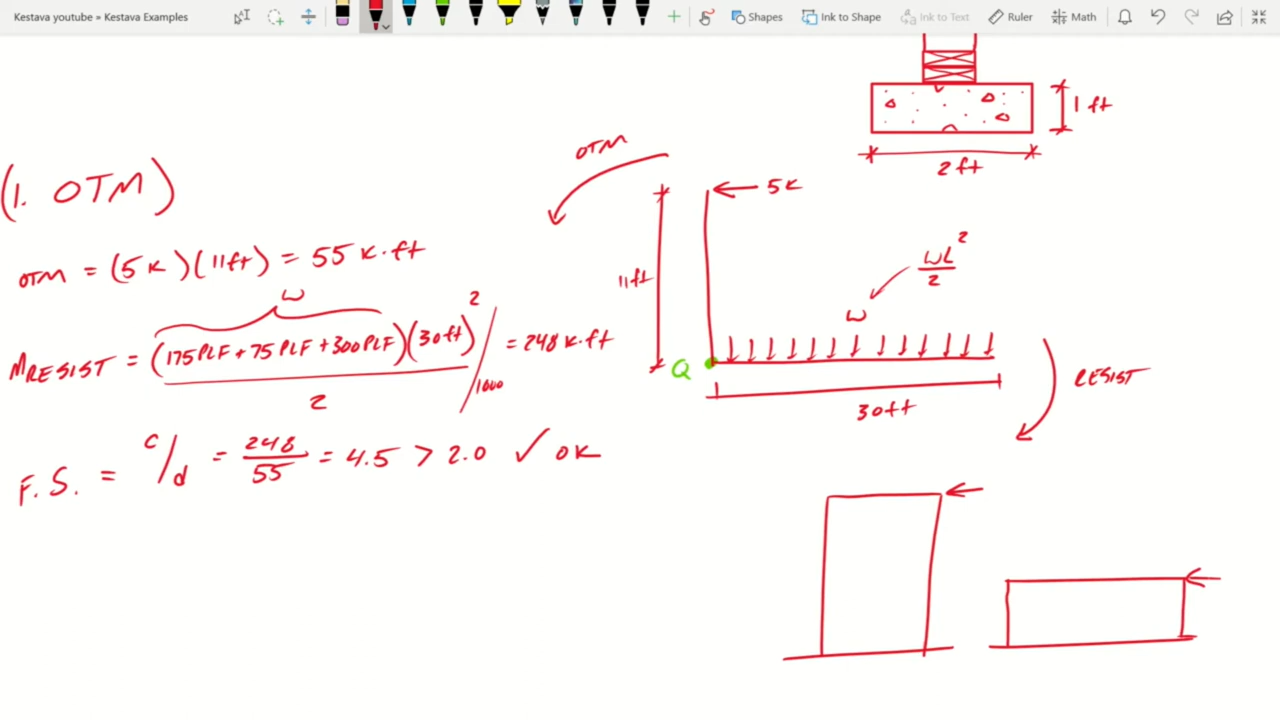 Kestava youtube » Kestava Examples
Shapes
Ink to Shape
Ink to Text
Ruler
Math
1 ft
2 ft
(1. OTM)
OTM
5K
OTM = (5K)(11ft) = 55 K·ft
11ft
wL²/2
w
w
MRESIST = (175PLF + 75PLF + 300PLF)(30ft)²/2 /1000 = 248 K·ft
Q
RESIST
30ft
F.S. = C/d = 248/55 = 4.5 > 2.0 ✓ OK